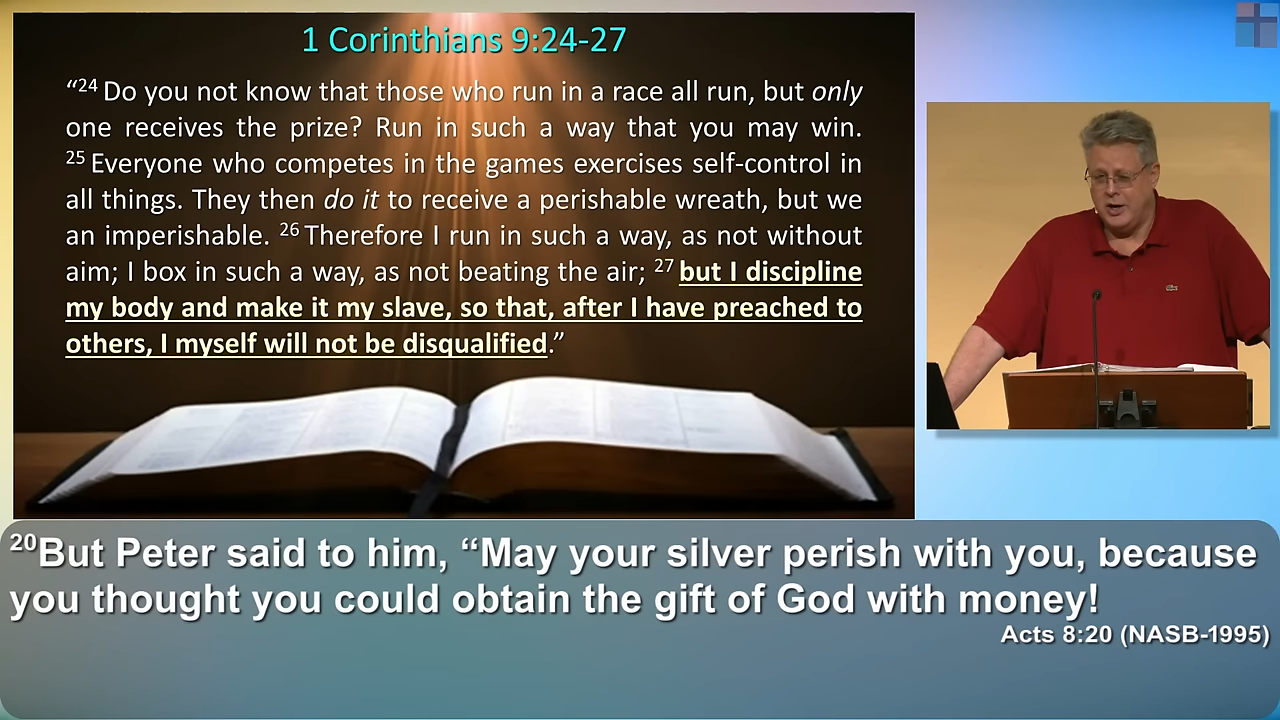 1 Corinthians 9:24-27
“24 Do you not know that those who run in a race all run, but only
one receives the prize? Run in such a way that you may win.
25 Everyone who competes in the games exercises self-control in
all things. They then do it to receive a perishable wreath, but we
an imperishable. 26 Therefore I run in such a way, as not without
aim; I box in such a way, as not beating the air; 27 but I discipline
my body and make it my slave, so that, after I have preached to
others, I myself will not be disqualified.”
20But Peter said to him, “May your silver perish with you, because
you thought you could obtain the gift of God with money!
Acts 8:20 (NASB-1995)